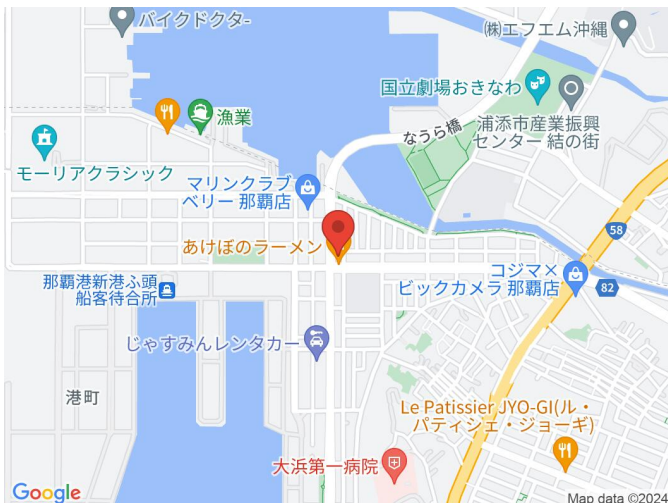 バイクドクター
(株)エフエム沖縄
国立劇場おきなわ
漁業
なうら橋
浦添市産業振興
センター 結の街
モーリアクラシック
マリンクラブ
ベリー 那覇店
58
あけぼのラーメン
コジマ×
ビックカメラ 那覇店
82
那覇港新港ふ頭
船客待合所
じゃすみんレンタカー
港町
Le Patissier JYO-GI(ル・
パティシェ・ジョーギ)
大浜第一病院
Google
Map data ©2024